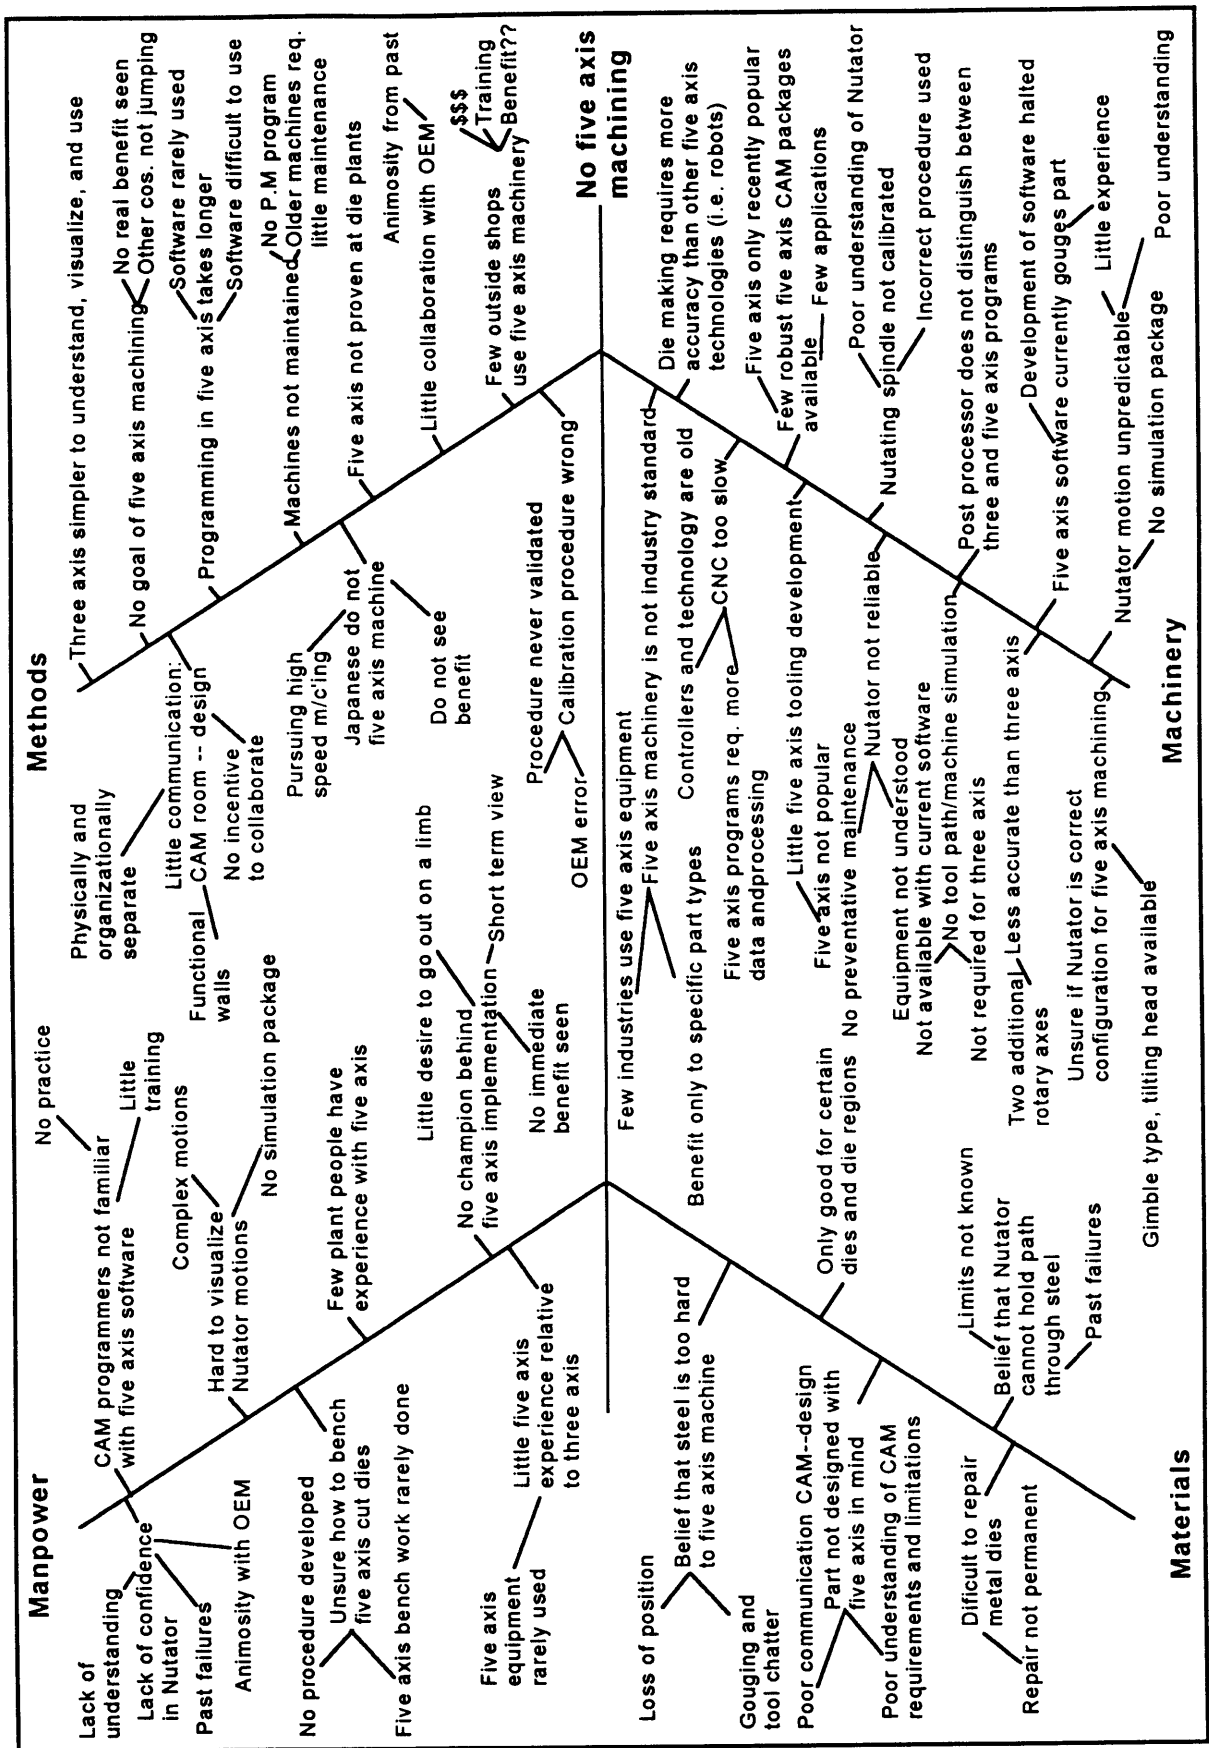 Manpower
Lack of
understanding
Lack of confidence
in Nutator
Past failures
Animosity with OEM
No practice
CAM programmers not familiar
with five axis software
Little
training
Complex motions
Hard to visualize
Nutator motions
No simulation package
No procedure developed
Unsure how to bench
five axis cut dies
Five axis bench work rarely done
Few plant people have
experience with five axis
Five axis
equipment
rarely used
Little five axis
experience relative
to three axis
Little desire to go out on a limb
No champion behind
five axis implementation
Short term view
No immediate
benefit seen
Methods
Three axis simpler to understand, visualize, and use
Physically and
organizationally
separate
Little communication:
CAM room -- design
Functional
walls
No incentive
to collaborate
No goal of five axis machining
No real benefit seen
Other cos. not jumping
Programming in five axis takes longer
Software rarely used
Software difficult to use
Machines not maintained
No P.M program
Older machines req.
little maintenance
Pursuing high
speed m/c'ing
Japanese do not
five axis machine
Do not see
benefit
Five axis not proven at die plants
Animosity from past
Little collaboration with OEM
Few outside shops
use five axis machinery
$$$
Training
Benefit??
Procedure never validated
Calibration procedure wrong
OEM error
No five axis
machining
Materials
Loss of position
Belief that steel is too hard
to five axis machine
Gouging and
tool chatter
Only good for certain
dies and die regions
Poor communication CAM--design
Part not designed with
five axis in mind
Poor understanding of CAM
requirements and limitations
Limits not known
Belief that Nutator
cannot hold path
through steel
Past failures
Dificult to repair
metal dies
Repair not permanent
Machinery
Few industries use five axis equipment
Five axis machinery is not industry standard
Benefit only to specific part types
Die making requires more
accuracy than other five axis
technologies (i.e. robots)
Controllers and technology are old
CNC too slow
Five axis programs req. more
data andprocessing
Five axis only recently popular
Few robust five axis CAM packages
available
Few applications
Little five axis tooling development
Five axis not popular
Poor understanding of Nutator
Nutating spindle not calibrated
Incorrect procedure used
No preventative maintenance
Nutator not reliable
Equipment not understood
Post processor does not distinguish between
three and five axis programs
Not available with current software
No tool path/machine simulation
Not required for three axis
Development of software halted
Five axis software currently gouges part
Two additional
rotary axes
Less accurate than three axis
Little experience
Nutator motion unpredictable
Poor understanding
No simulation package
Unsure if Nutator is correct
configuration for five axis machining
Gimble type, tilting head available